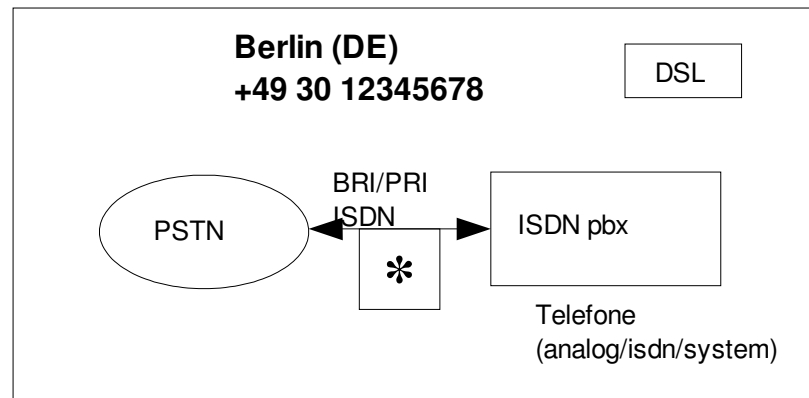 Berlin (DE)
+49 30 12345678
DSL
BRI/PRI
ISDN
PSTN
ISDN pbx
*
Telefone
(analog/isdn/system)